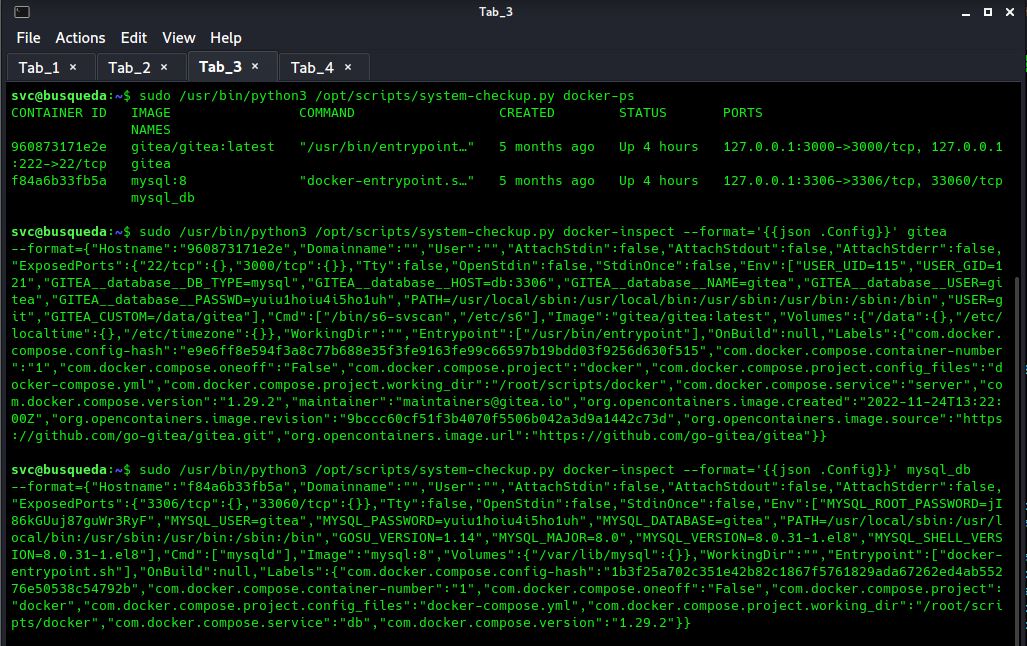 Tab_3
File Actions Edit View Help
Tab_1 × Tab_2 × Tab_3 × Tab_4 ×
svc@busqueda:~$ sudo /usr/bin/python3 /opt/scripts/system-checkup.py docker-ps
CONTAINER ID IMAGE COMMAND CREATED STATUS PORTS
NAMES
960873171e2e gitea/gitea:latest "/usr/bin/entrypoint…" 5 months ago Up 4 hours 127.0.0.1:3000->3000/tcp, 127.0.0.1
:222->22/tcp gitea
f84a6b33fb5a mysql:8 "docker-entrypoint.s…" 5 months ago Up 4 hours 127.0.0.1:3306->3306/tcp, 33060/tcp
mysql_db
svc@busqueda:~$ sudo /usr/bin/python3 /opt/scripts/system-checkup.py docker-inspect --format='{{json .Config}}' gitea
--format={"Hostname":"960873171e2e","Domainname":"","User":"","AttachStdin":false,"AttachStdout":false,"AttachStderr":false,
"ExposedPorts":{"22/tcp":{},"3000/tcp":{}},"Tty":false,"OpenStdin":false,"StdinOnce":false,"Env":["USER_UID=115","USER_GID=1
21","GITEA__database__DB_TYPE=mysql","GITEA__database__HOST=db:3306","GITEA__database__NAME=gitea","GITEA__database__USER=gi
tea","GITEA__database__PASSWD=yuiu1hoiu4i5ho1uh","PATH=/usr/local/sbin:/usr/local/bin:/usr/sbin:/usr/bin:/sbin:/bin","USER=g
it","GITEA_CUSTOM=/data/gitea"],"Cmd":["/bin/s6-svscan","/etc/s6"],"Image":"gitea/gitea:latest","Volumes":{"/data":{},"/etc/
localtime":{},"/etc/timezone":{}},"WorkingDir":"","Entrypoint":["/usr/bin/entrypoint"],"OnBuild":null,"Labels":{"com.docker.
compose.config-hash":"e9e6ff8e594f3a8c77b688e35f3fe9163fe99c66597b19bdd03f9256d630f515","com.docker.compose.container-number"
:"1","com.docker.compose.oneoff":"False","com.docker.compose.project":"docker","com.docker.compose.project.config_files":"d
ocker-compose.yml","com.docker.compose.project.working_dir":"/root/scripts/docker","com.docker.compose.service":"server","co
m.docker.compose.version":"1.29.2","maintainer":"maintainers@gitea.io","org.opencontainers.image.created":"2022-11-24T13:22:
00Z","org.opencontainers.image.revision":"9bccc60cf51f3b4070f5506b042a3d9a1442c73d","org.opencontainers.image.source":"https
://github.com/go-gitea/gitea.git","org.opencontainers.image.url":"https://github.com/go-gitea/gitea"}}
svc@busqueda:~$ sudo /usr/bin/python3 /opt/scripts/system-checkup.py docker-inspect --format='{{json .Config}}' mysql_db
--format={"Hostname":"f84a6b33fb5a","Domainname":"","User":"","AttachStdin":false,"AttachStdout":false,"AttachStderr":false,
"ExposedPorts":{"3306/tcp":{},"33060/tcp":{}},"Tty":false,"OpenStdin":false,"StdinOnce":false,"Env":["MYSQL_ROOT_PASSWORD=jI
86kGUuj87guWr3RyF","MYSQL_USER=gitea","MYSQL_PASSWORD=yuiu1hoiu4i5ho1uh","MYSQL_DATABASE=gitea","PATH=/usr/local/sbin:/usr/l
ocal/bin:/usr/sbin:/usr/bin:/sbin:/bin","GOSU_VERSION=1.14","MYSQL_MAJOR=8.0","MYSQL_VERSION=8.0.31-1.el8","MYSQL_SHELL_VERS
ION=8.0.31-1.el8"],"Cmd":["mysqld"],"Image":"mysql:8","Volumes":{"/var/lib/mysql":{}},"WorkingDir":"","Entrypoint":["docker-
entrypoint.sh"],"OnBuild":null,"Labels":{"com.docker.compose.config-hash":"1b3f25a702c351e42b82c1867f5761829ada67262ed4ab552
76e50538c54792b","com.docker.compose.container-number":"1","com.docker.compose.oneoff":"False","com.docker.compose.project":
"docker","com.docker.compose.project.config_files":"docker-compose.yml","com.docker.compose.project.working_dir":"/root/scri
pts/docker","com.docker.compose.service":"db","com.docker.compose.version":"1.29.2"}}